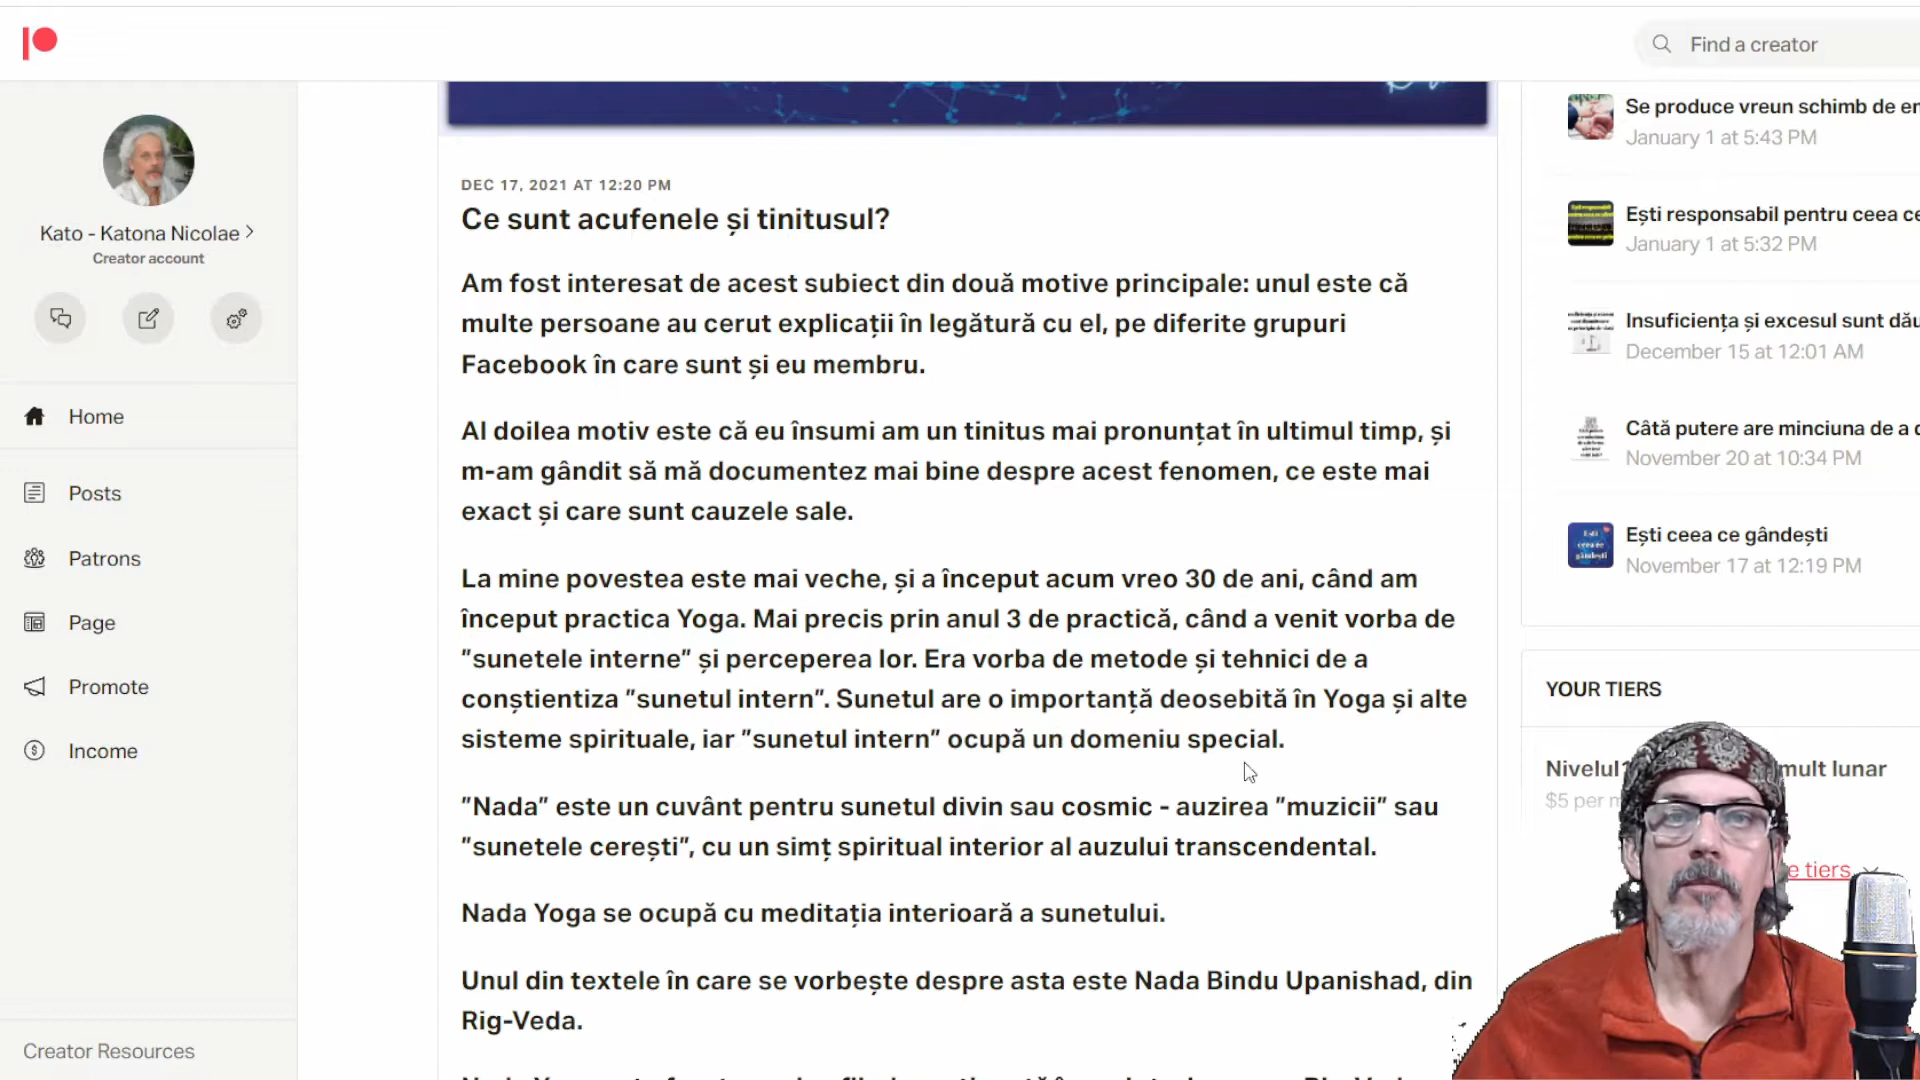 Find a creator
Kato - Katona Nicolae
Creator account
Home
Posts
Patrons
Page
Promote
Income
Creator Resources
DEC 17, 2021 AT 12:20 PM
Ce sunt acufenele și tinitusul?
Am fost interesat de acest subiect din două motive principale: unul este că
multe persoane au cerut explicații în legătură cu el, pe diferite grupuri
Facebook în care sunt și eu membru.
Al doilea motiv este că eu însumi am un tinitus mai pronunțat în ultimul timp, și
m-am gândit să mă documentez mai bine despre acest fenomen, ce este mai
exact și care sunt cauzele sale.
La mine povestea este mai veche, și a început acum vreo 30 de ani, când am
început practica Yoga. Mai precis prin anul 3 de practică, când a venit vorba de
"sunetele interne" și perceperea lor. Era vorba de metode și tehnici de a
conștientiza "sunetul intern". Sunetul are o importanță deosebită în Yoga și alte
sisteme spirituale, iar "sunetul intern" ocupă un domeniu special.
"Nada" este un cuvânt pentru sunetul divin sau cosmic - auzirea "muzicii" sau
"sunetele cerești", cu un simț spiritual interior al auzului transcendental.
Nada Yoga se ocupă cu meditația interioară a sunetului.
Unul din textele în care se vorbește despre asta este Nada Bindu Upanishad, din
Rig-Veda.
Se produce vreun schimb de
January 1 at 5:43 PM
Ești responsabil pentru ceea
January 1 at 5:32 PM
Insuficiența și excesul sunt
December 15 at 12:01 AM
Câtă putere are minciuna de a
November 20 at 10:34 PM
Ești
ceea ce
gândești
Ești ceea ce gândești
November 17 at 12:19 PM
YOUR TIERS
Nivelul mult lunar
$5 per
tiers